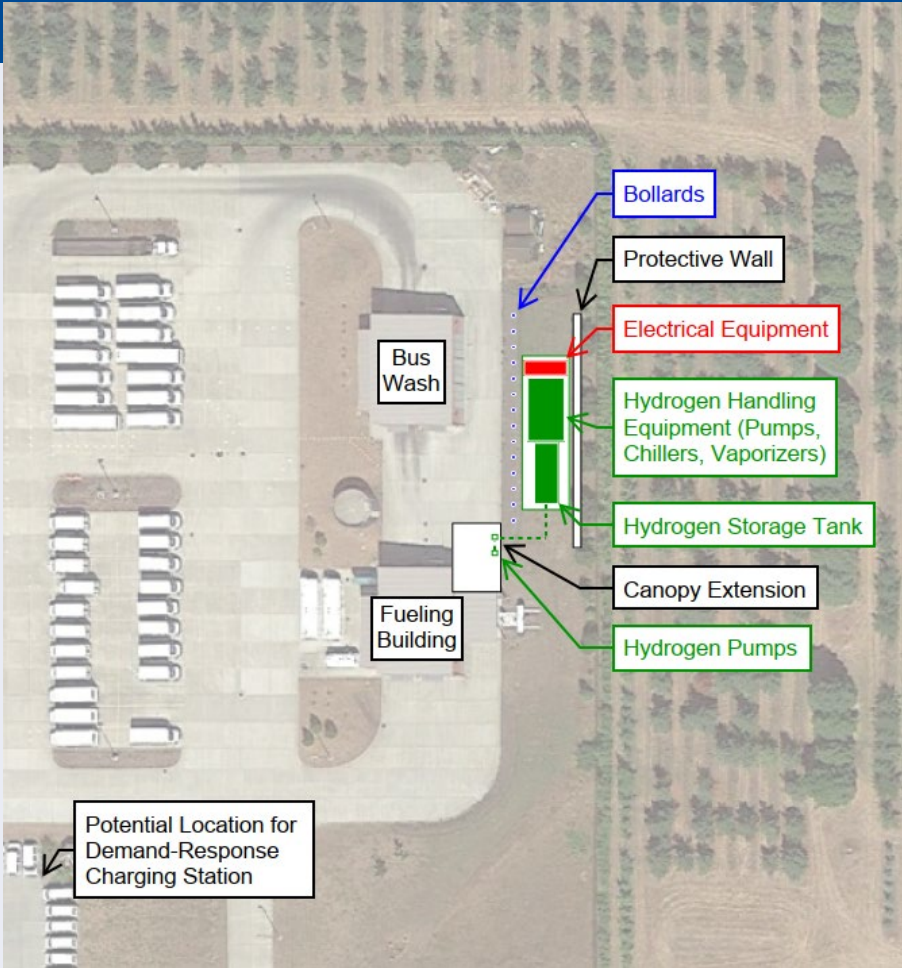 Bollards
Protective Wall
Electrical Equipment
Bus
Wash
Hydrogen Handling
Equipment (Pumps,
Chillers, Vaporizers)
Hydrogen Storage Tank
Canopy Extension
Fueling
Building
Hydrogen Pumps
Potential Location for
Demand-Response
Charging Station